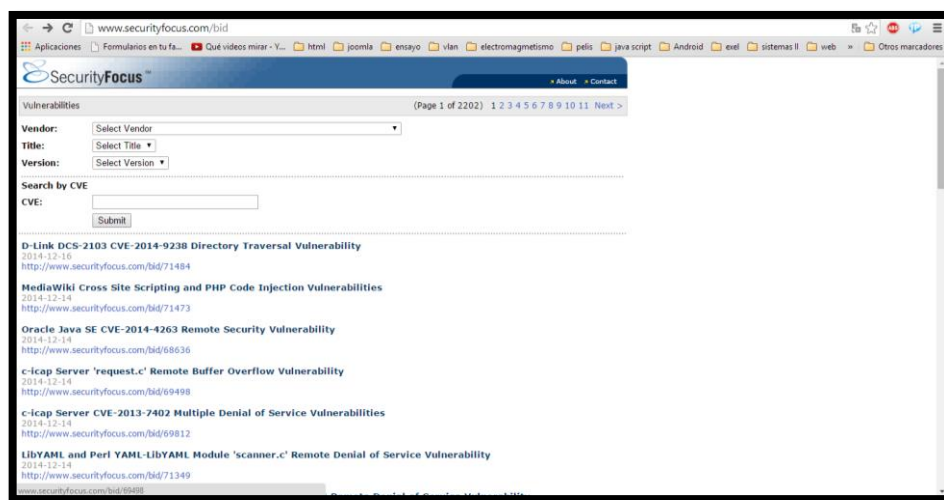 www.securityfocus.com/bid
Aplicaciones Formularios en tu fa... Qué videos mirar - Y... html joomla ensayo vlan electromagmetismo pelis java script Android exel sistemas II web » Otros marcadores
SecurityFocus™
About Contact
Vulnerabilities (Page 1 of 2202) 1 2 3 4 5 6 7 8 9 10 11 Next >
Vendor: Select Vendor
Title: Select Title
Version: Select Version
Search by CVE
CVE:
Submit
D-Link DCS-2103 CVE-2014-9238 Directory Traversal Vulnerability
2014-12-16
http://www.securityfocus.com/bid/71484
MediaWiki Cross Site Scripting and PHP Code Injection Vulnerabilities
2014-12-14
http://www.securityfocus.com/bid/71473
Oracle Java SE CVE-2014-4263 Remote Security Vulnerability
2014-12-14
http://www.securityfocus.com/bid/68636
c-icap Server 'request.c' Remote Buffer Overflow Vulnerability
2014-12-14
http://www.securityfocus.com/bid/69498
c-icap Server CVE-2013-7402 Multiple Denial of Service Vulnerabilities
2014-12-14
http://www.securityfocus.com/bid/69812
LibYAML and Perl YAML-LibYAML Module 'scanner.c' Remote Denial of Service Vulnerability
2014-12-14
http://www.securityfocus.com/bid/71349
www.securityfocus.com/bid/69498